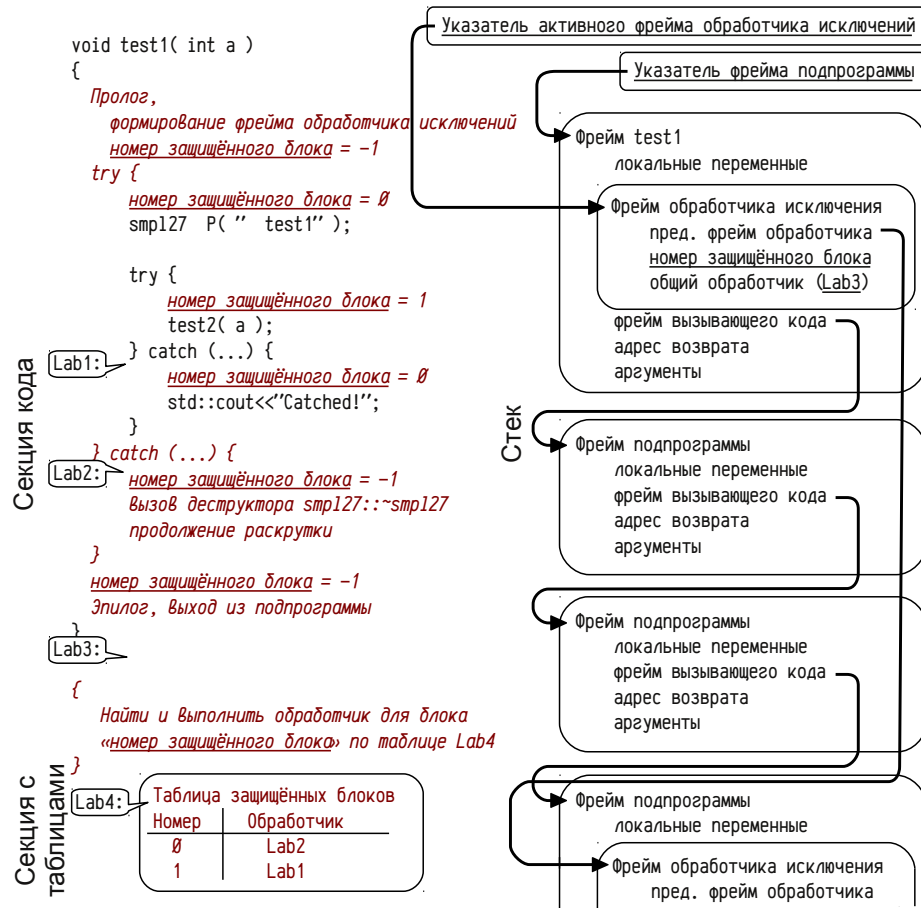 Указатель активного фрейма обработчика исключений
Указатель фрейма подпрограммы
void test1( int a )
{
Пролог,
формирование фрейма обработчика исключений
номер защищённого блока = -1
try {
номер защищённого блока = 0
smpl27 P( " test1" );
try {
номер защищённого блока = 1
test2( a );
Lab1:
} catch (...) {
номер защищённого блока = 0
std::cout<<"Catched!";
}
} catch (...) {
Lab2:
номер защищённого блока = -1
вызов деструктора smpl27::~smpl27
продолжение раскрутки
}
номер защищённого блока = -1
Эпилог, выход из подпрограммы
}
Lab3:
{
Найти и выполнить обработчик для блока
«номер защищённого блока» по таблице Lab4
}
Lab4:
Таблица защищённых блоков
Номер Обработчик
0 Lab2
1 Lab1
Секция кода
Секция с
таблицами
Стек
Фрейм test1
локальные переменные
Фрейм обработчика исключения
пред. фрейм обработчика
номер защищённого блока
общий обработчик (Lab3)
фрейм вызывающего кода
адрес возврата
аргументы
Фрейм подпрограммы
локальные переменные
фрейм вызывающего кода
адрес возврата
аргументы
Фрейм подпрограммы
локальные переменные
фрейм вызывающего кода
адрес возврата
аргументы
Фрейм подпрограммы
локальные переменные
Фрейм обработчика исключения
пред. фрейм обработчика